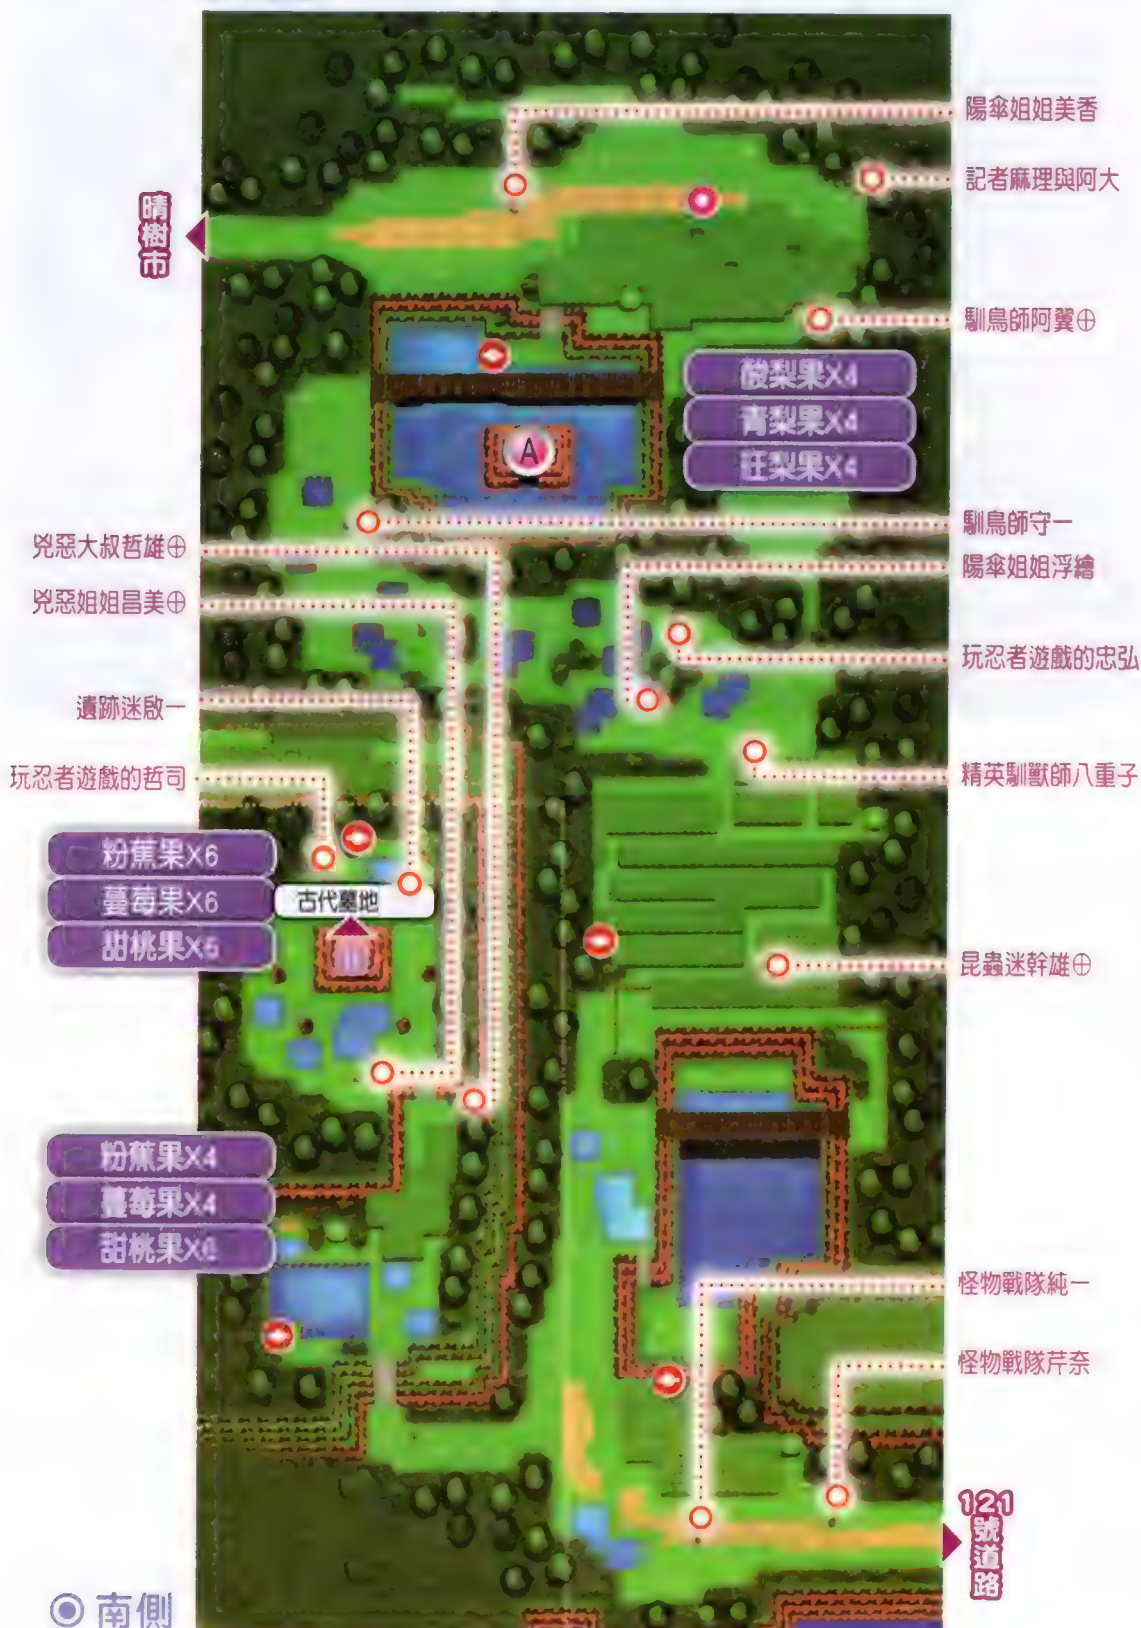 陽傘姐姐美香
記者麻理與阿大
晴樹市
馴鳥師阿翼⊕
酸梨果X4
青梨果X4
枉梨果X4
A
馴鳥師守一
兇惡大叔哲雄⊕
陽傘姐姐浮繪
兇惡姐姐昌美⊕
玩忍者遊戲的忠弘
遺跡迷啟一
玩忍者遊戲的哲司
精英馴獸師八重子
粉蕉果X6
蔓莓果X6
甜桃果X6
古代墓地
昆蟲迷幹雄⊕
粉蕉果X4
蔓莓果X4
甜桃果X6
怪物戰隊純一
怪物戰隊芹奈
121號道路
◉ 南側